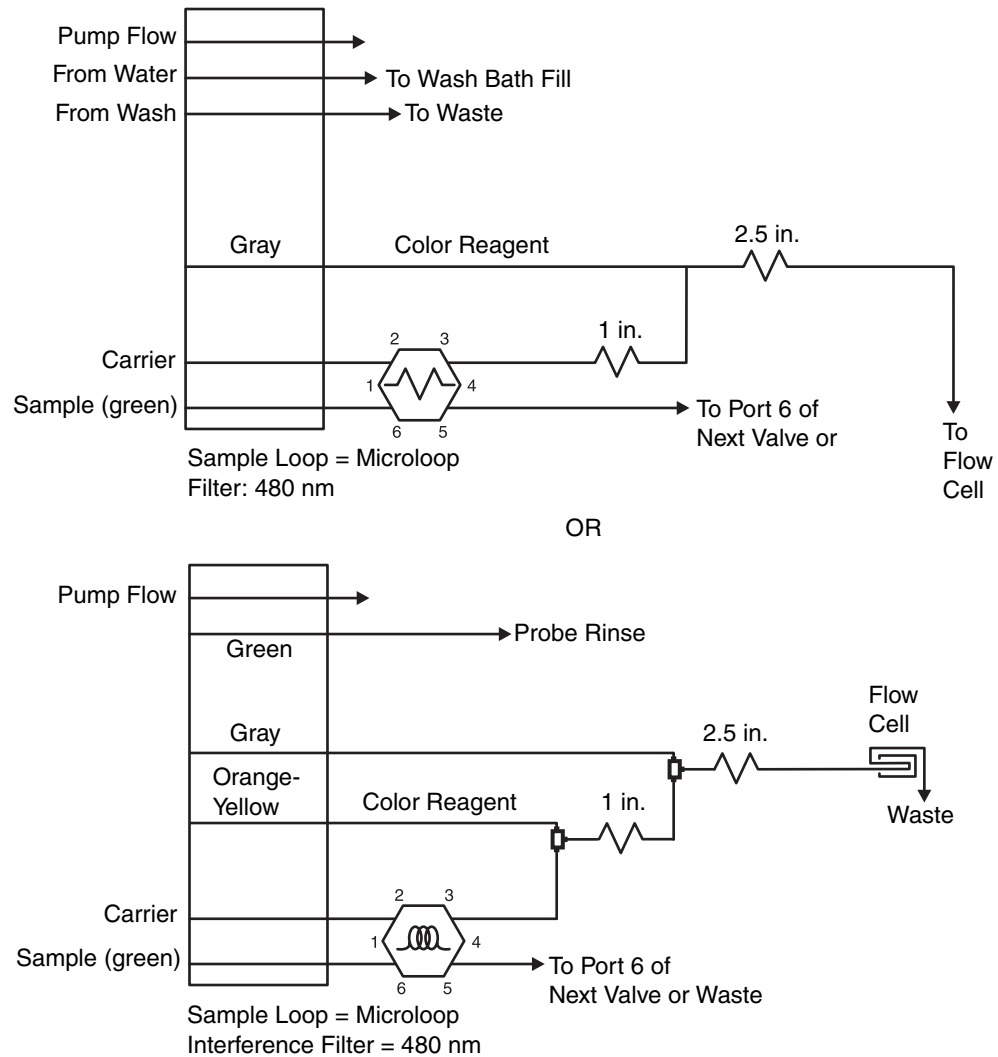 Pump Flow
From Water
To Wash Bath Fill
From Wash
To Waste
Gray
Color Reagent
2.5 in.
1 in.
Carrier
2
3
1
4
Sample (green)
6
5
To Port 6 of
Next Valve or
To
Flow
Cell
Sample Loop = Microloop
Filter: 480 nm
OR
Pump Flow
Green
Probe Rinse
Gray
2.5 in.
Flow
Cell
Waste
Orange-
Yellow
Color Reagent
1 in.
Carrier
2
3
1
4
Sample (green)
6
5
To Port 6 of
Next Valve or Waste
Sample Loop = Microloop
Interference Filter = 480 nm